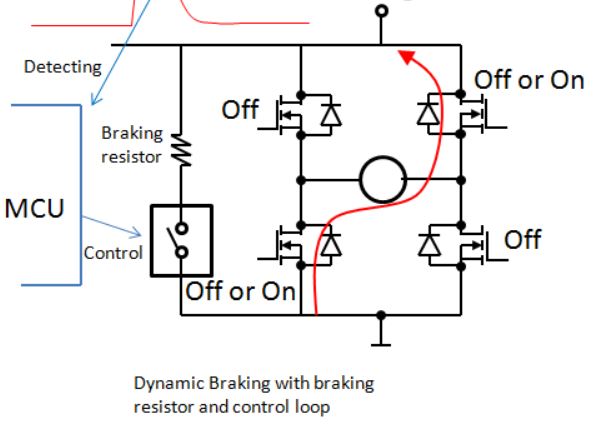 Detecting
Off or On
Off
Braking
resistor
MCU
Control
Off
Off or On
Dynamic Braking with braking
resistor and control loop